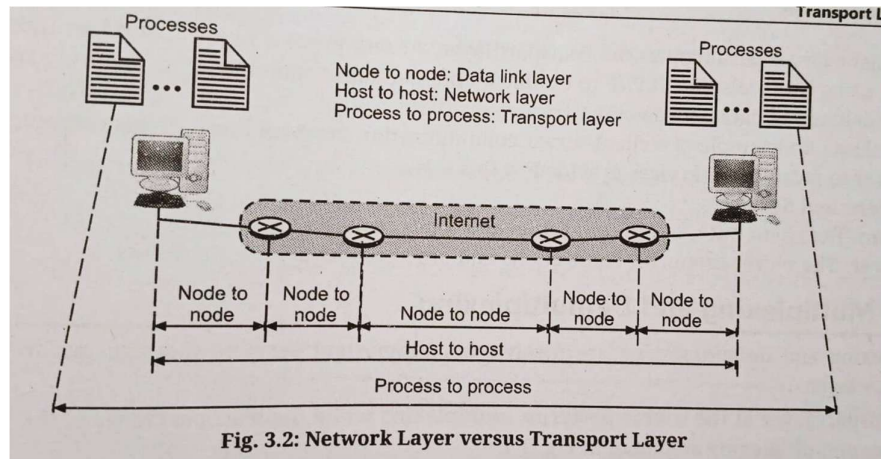 Transport L
Processes
Processes
Node to node: Data link layer
Host to host: Network layer
Process to process: Transport layer
Internet
Node to
node
Node to
node
Node to node
Node to
node
Node to
node
Host to host
Process to process
Fig. 3.2: Network Layer versus Transport Layer